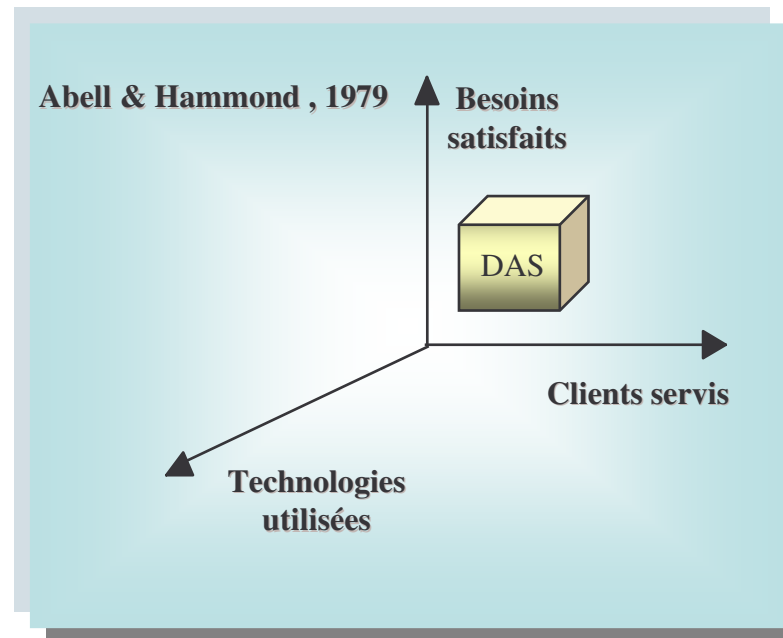 Abell & Hammond , 1979
Besoins
satisfaits
DAS
Clients servis
Technologies
utilisées